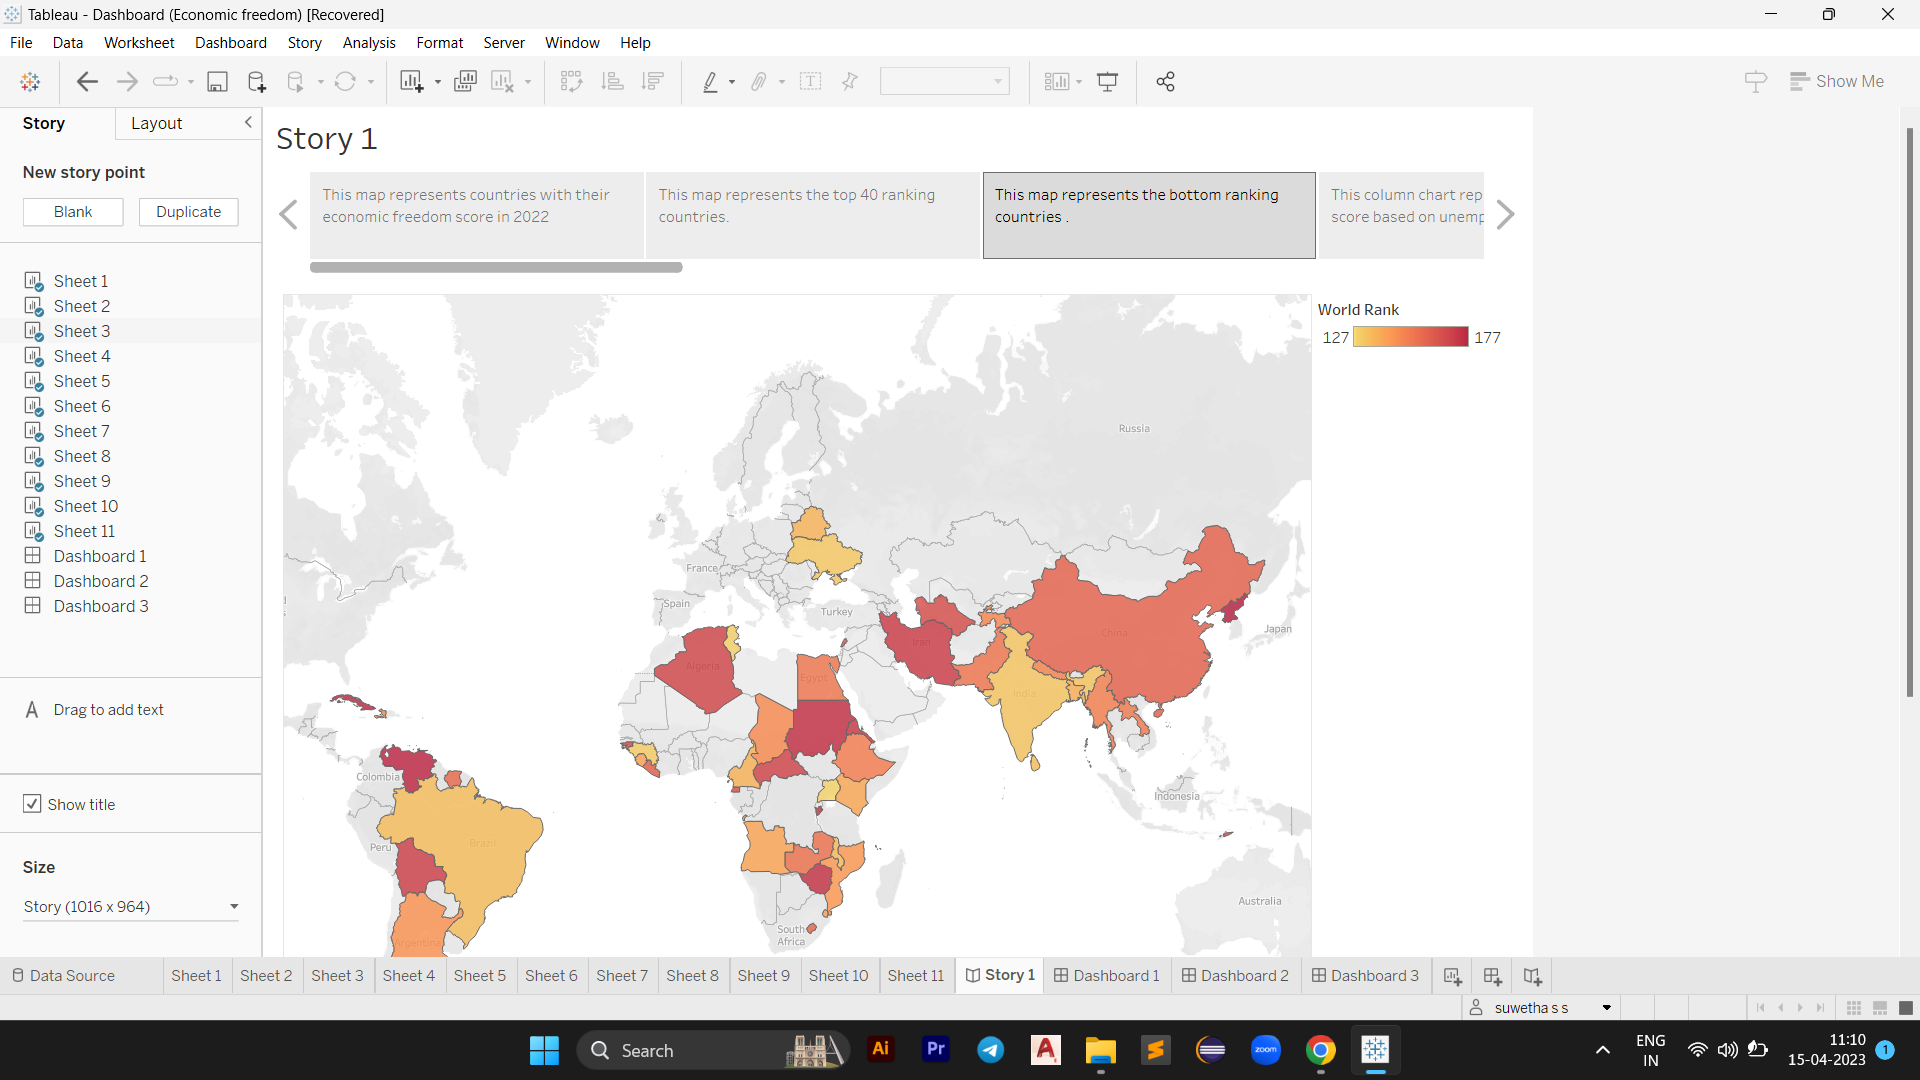 Tableau - Dashboard (Economic freedom) [Recovered]
File Data Worksheet Dashboard Story Analysis Format Server Window Help
Show Me
Story Layout
New story point
Blank Duplicate
Sheet 1
Sheet 2
Sheet 3
Sheet 4
Sheet 5
Sheet 6
Sheet 7
Sheet 8
Sheet 9
Sheet 10
Sheet 11
Dashboard 1
Dashboard 2
Dashboard 3
A Drag to add text
Show title
Size
Story (1016 x 964)
Story 1
This map represents countries with their
economic freedom score in 2022
This map represents the top 40 ranking
countries.
This map represents the bottom ranking
countries .
This column chart rep
score based on unemp
World Rank
127 177
Russia
France
Spain
Turkey
Iran
China
Japan
Algeria
Egypt
India
Colombia
Indonesia
Brazil
Peru
Australia
South
Africa
Argentina
Data Source Sheet 1 Sheet 2 Sheet 3 Sheet 4 Sheet 5 Sheet 6 Sheet 7 Sheet 8 Sheet 9 Sheet 10 Sheet 11 Story 1 Dashboard 1 Dashboard 2 Dashboard 3
suwetha s s
Search
Ai
Pr
zoom
ENG
IN
11:10
15-04-2023
1